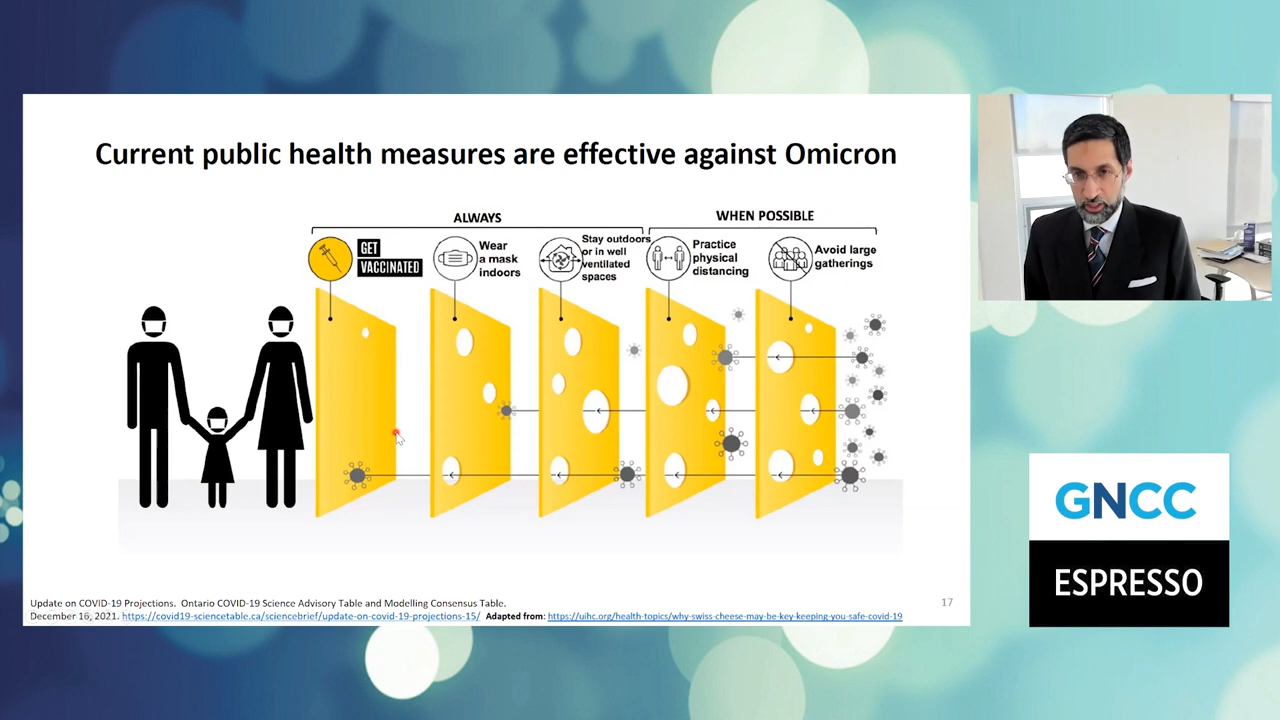 Current public health measures are effective against Omicron
ALWAYS
WHEN POSSIBLE
GET
VACCINATED
Wear
a mask
indoors
Stay outdoors
or in well
ventilated
spaces
Practice
physical
distancing
Avoid large
gatherings
Update on COVID-19 Projections. Ontario COVID-19 Science Advisory Table and Modelling Consensus Table.
December 16, 2021. https://covid19-sciencetable.ca/sciencebrief/update-on-covid-19-projections-15/ Adapted from: https://uihc.org/health-topics/why-swiss-cheese-may-be-key-keeping-you-safe-covid-19
17
GNCC
ESPRESSO